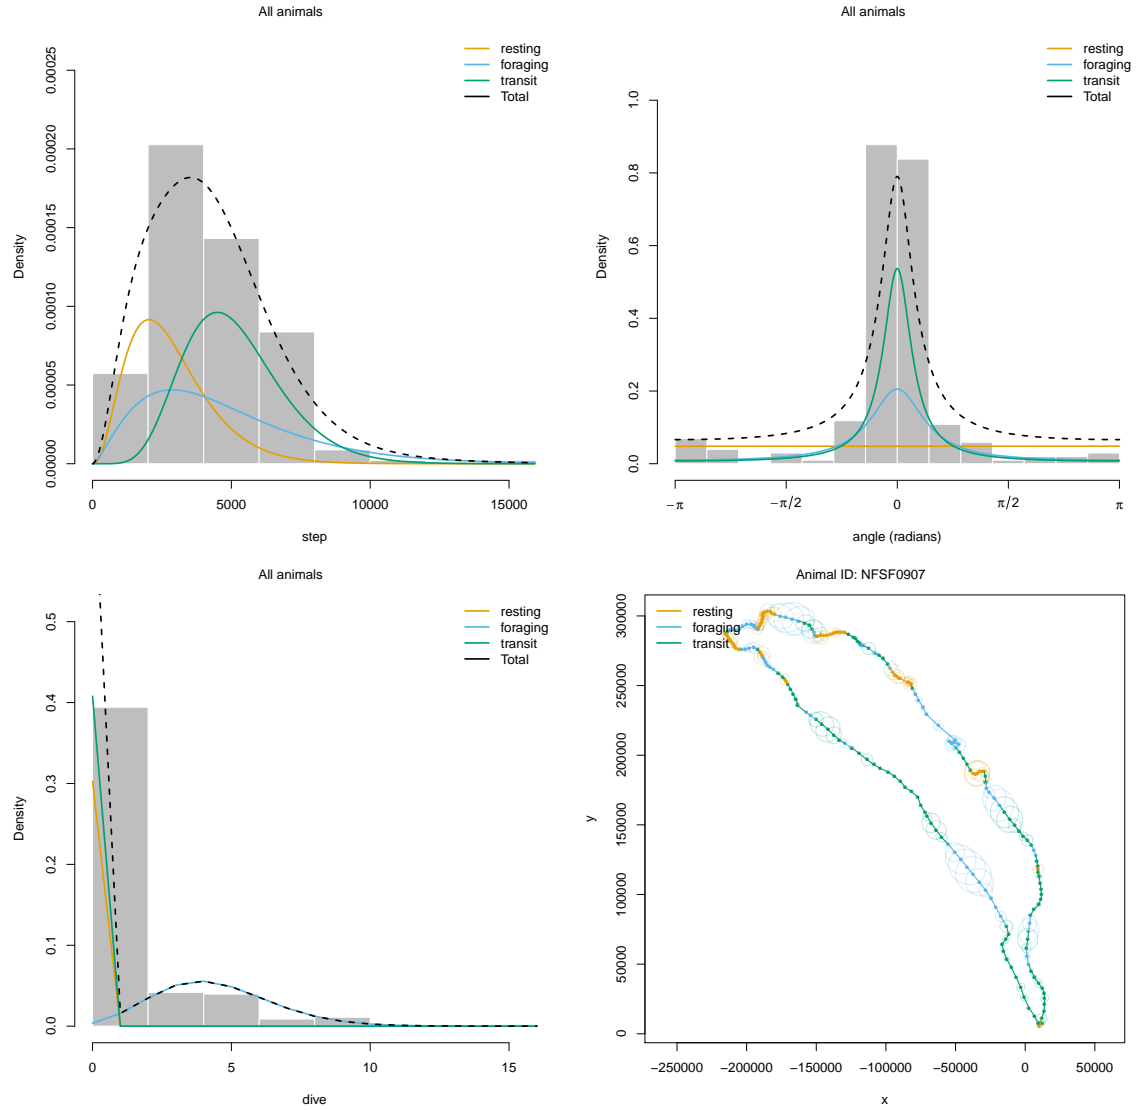 All animals
resting
foraging
transit
Total
Density
0.00000 0.00005 0.00010 0.00015 0.00020 0.00025
0 5000 10000 15000
step
All animals
resting
foraging
transit
Total
Density
0.0 0.2 0.4 0.6 0.8 1.0
−π −π/2 0 π/2 π
angle (radians)
All animals
resting
foraging
transit
Total
Density
0.0 0.1 0.2 0.3 0.4 0.5
0 5 10 15
dive
Animal ID: NFSF0907
resting
foraging
transit
y
0 50000 100000 150000 200000 250000 300000
−250000 −200000 −150000 −100000 −50000 0 50000
x